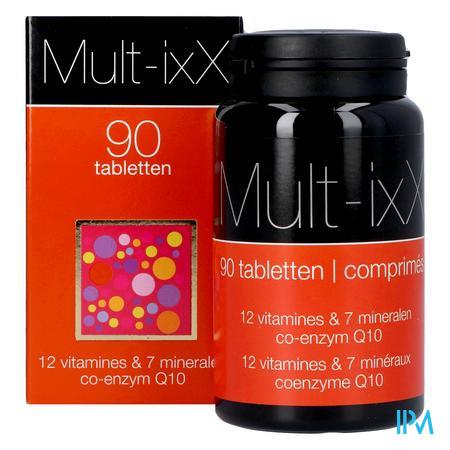 Mult-ixX
90
tabletten
12 vitamines & 7 mineralen
co-enzym Q10
Mult-ixX
90 tabletten | comprimés
12 vitamines & 7 mineralen
co-enzym Q10
12 vitamines & 7 minéraux
coenzyme Q10
IPM